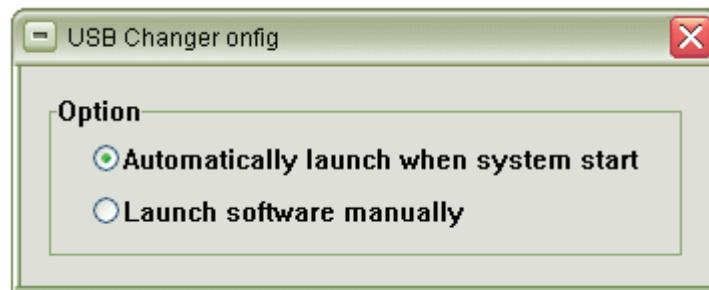 USB Changer onfig
Option
Automatically launch when system start
Launch software manually